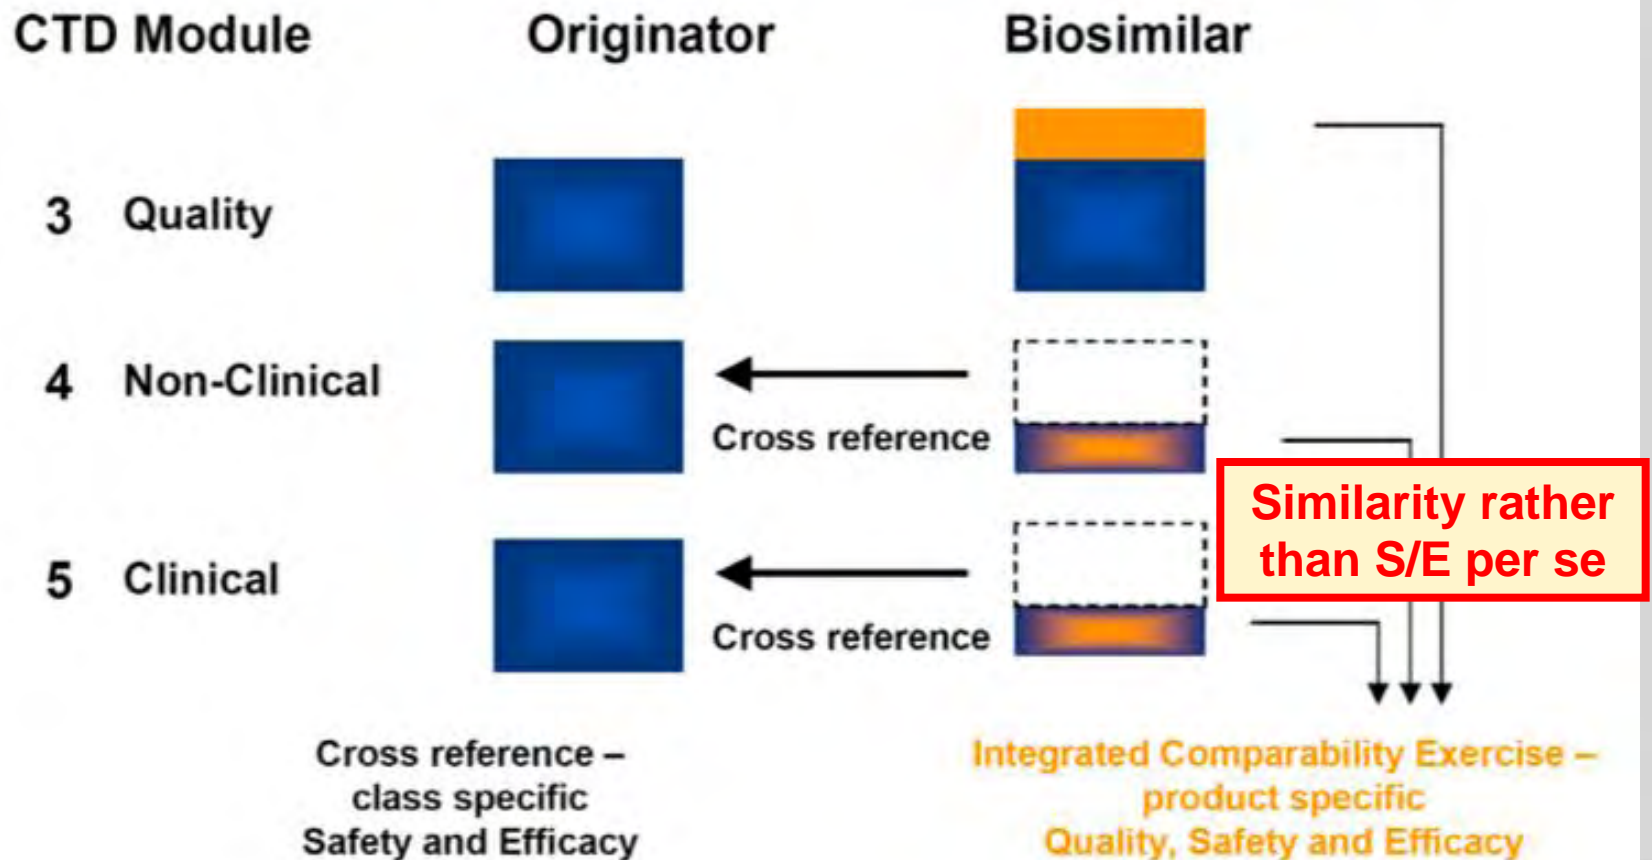 CTD Module Originator Biosimilar
3 Quality
4 Non-Clinical
Cross reference
Similarity rather
than S/E per se
5 Clinical
Cross reference
Cross reference –
class specific
Safety and Efficacy
Integrated Comparability Exercise –
product specific
Quality, Safety and Efficacy